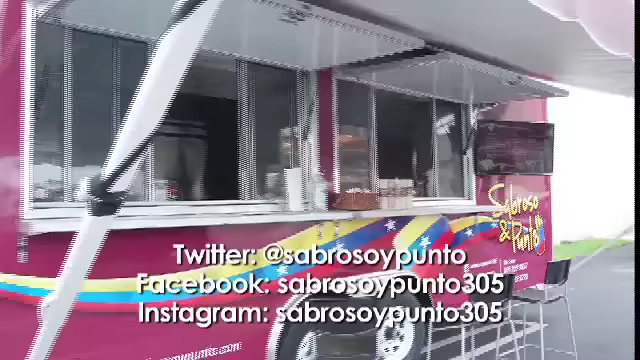 Sabroso
& Punto
Twitter: @sabrosoypunto
Facebook: sabrosoypunto305
Instagram: sabrosoypunto305